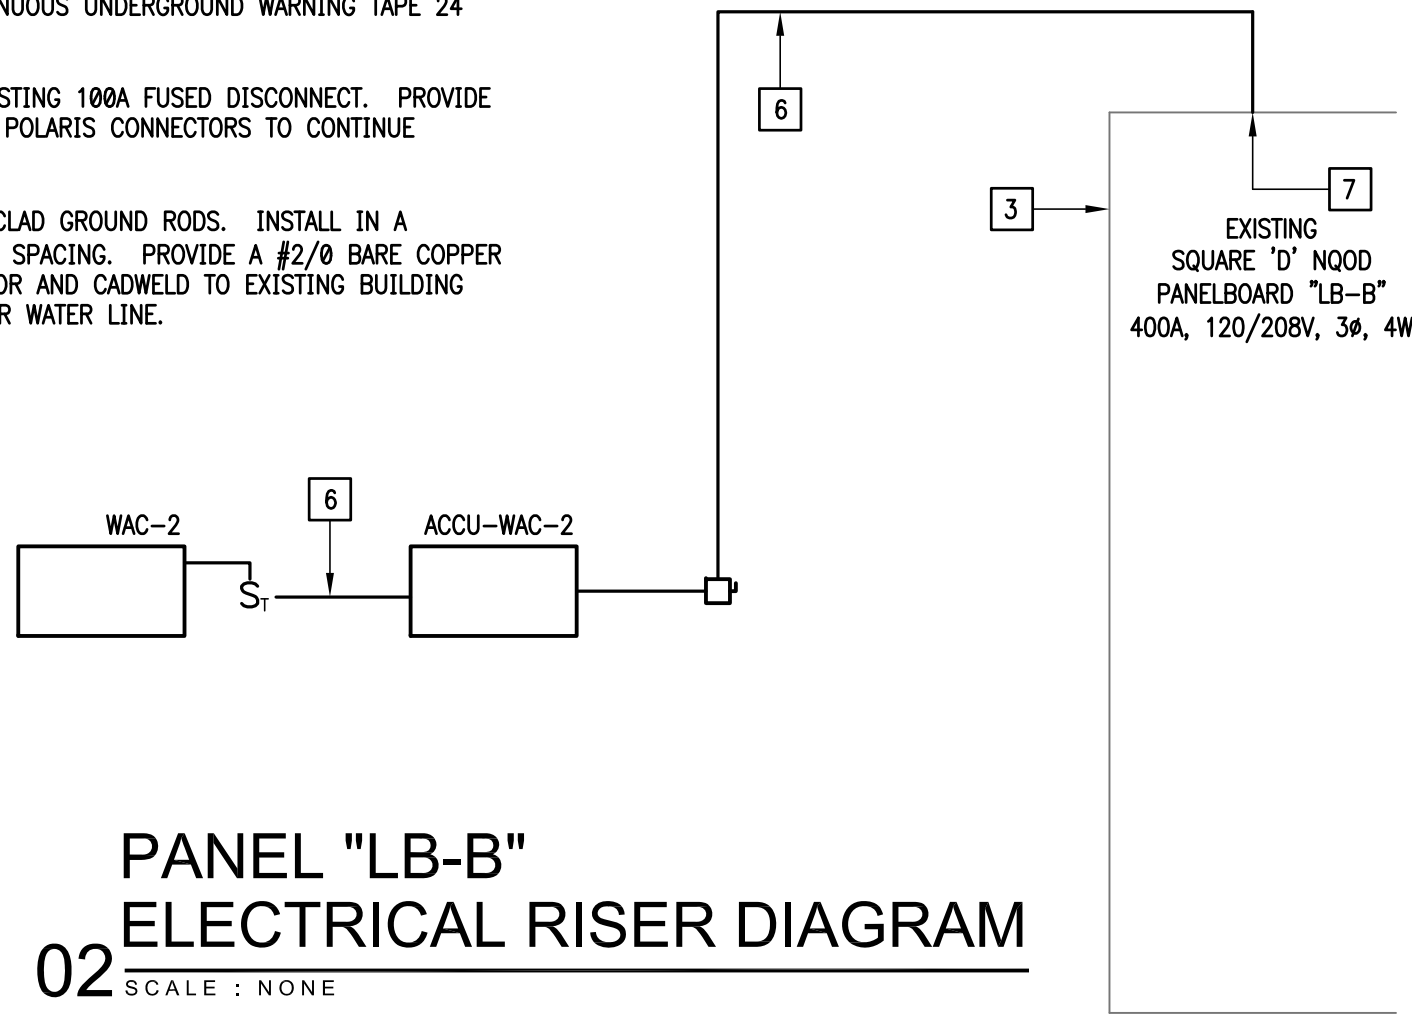 UNDERGROUND WARNING TAPE 24
100A FUSED DISCONNECT. PROVIDE
POLARIS CONNECTORS TO CONTINUE
CLAD GROUND RODS. INSTALL IN A
SPACING. PROVIDE A #2/0 BARE COPPER
AND CADWELD TO EXISTING BUILDING
WATER LINE.
6
3
7
EXISTING
SQUARE 'D' NQOD
PANELBOARD "LB-B"
400A, 120/208V, 3ø, 4W
6
WAC-2
ACCU-WAC-2
ST
PANEL "LB-B"
ELECTRICAL RISER DIAGRAM
02
SCALE : NONE